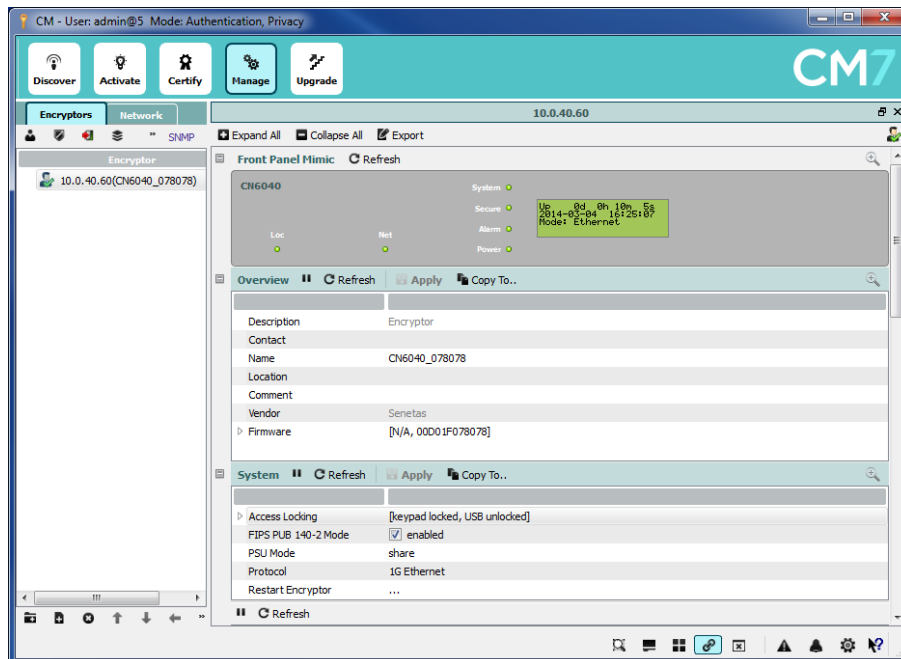 CM - User: admin@5 Mode: Authentication, Privacy
Discover Activate Certify Manage Upgrade
CM7
Encryptors Network
10.0.40.60
» SNMP
Expand All Collapse All Export
Encryptor
10.0.40.60(CN6040_078078)
Front Panel Mimic Refresh
CN6040
System
Secure
Alarm
Power
Loc
Net
Up 0d 0h 10m 5s
2014-03-04 16:25:07
Mode: Ethernet
Overview Refresh Apply Copy To..
Description Encryptor
Contact
Name CN6040_078078
Location
Comment
Vendor Senetas
Firmware [N/A, 00D01F078078]
System Refresh Apply Copy To..
Access Locking [keypad locked, USB unlocked]
FIPS PUB 140-2 Mode enabled
PSU Mode share
Protocol 1G Ethernet
Restart Encryptor ...
Refresh
»